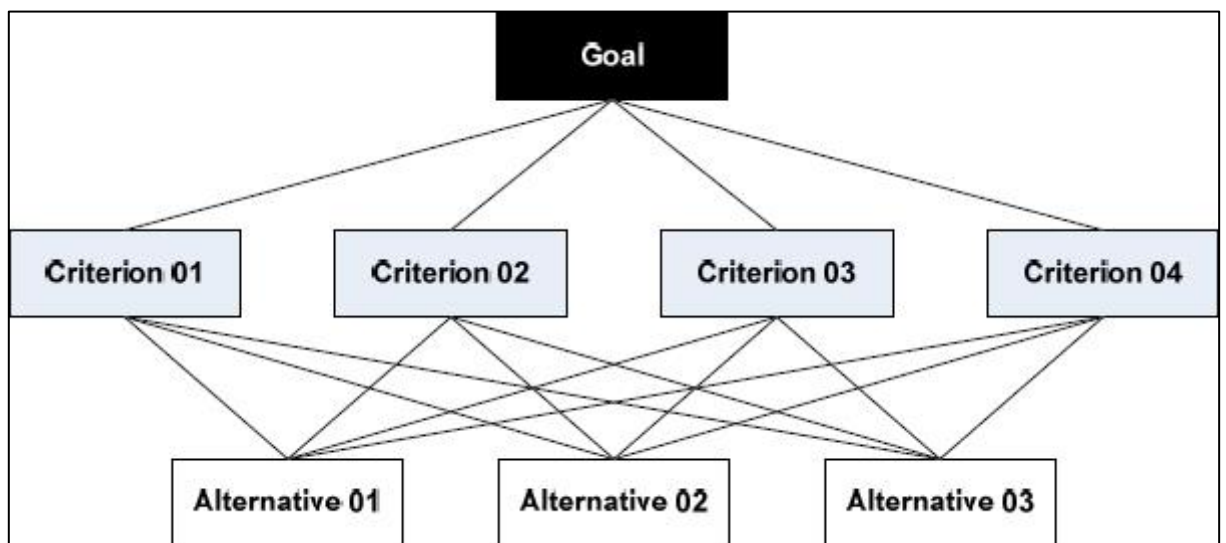 Goal
Criterion 01
Criterion 02
Criterion 03
Criterion 04
Alternative 01
Alternative 02
Alternative 03